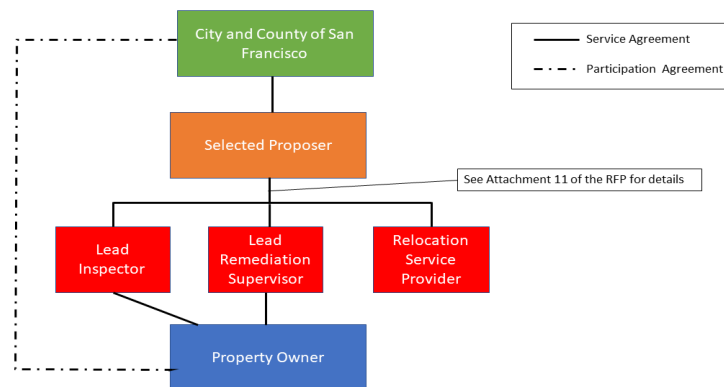 City and County of San
Francisco
Service Agreement
Participation Agreement
Selected Proposer
See Attachment 11 of the RFP for details
Lead
Inspector
Lead
Remediation
Supervisor
Relocation
Service
Provider
Property Owner